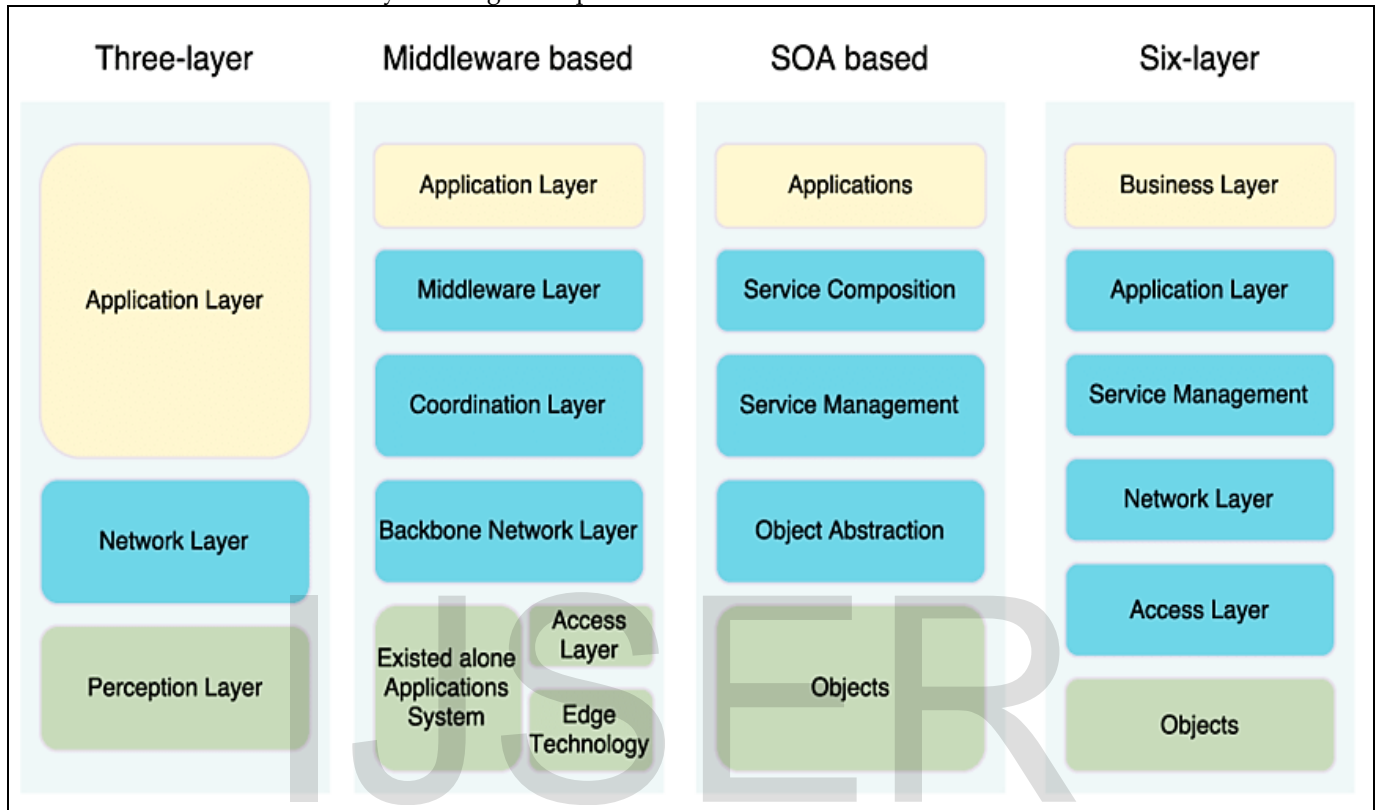 Three-layer
Middleware based
SOA based
Six-layer
Application Layer
Network Layer
Perception Layer
Application Layer
Middleware Layer
Coordination Layer
Backbone Network Layer
Existed alone
Applications
System
Access
Layer
Edge
Technology
Applications
Service Composition
Service Management
Object Abstraction
Objects
Business Layer
Application Layer
Service Management
Network Layer
Access Layer
Objects
IJSER